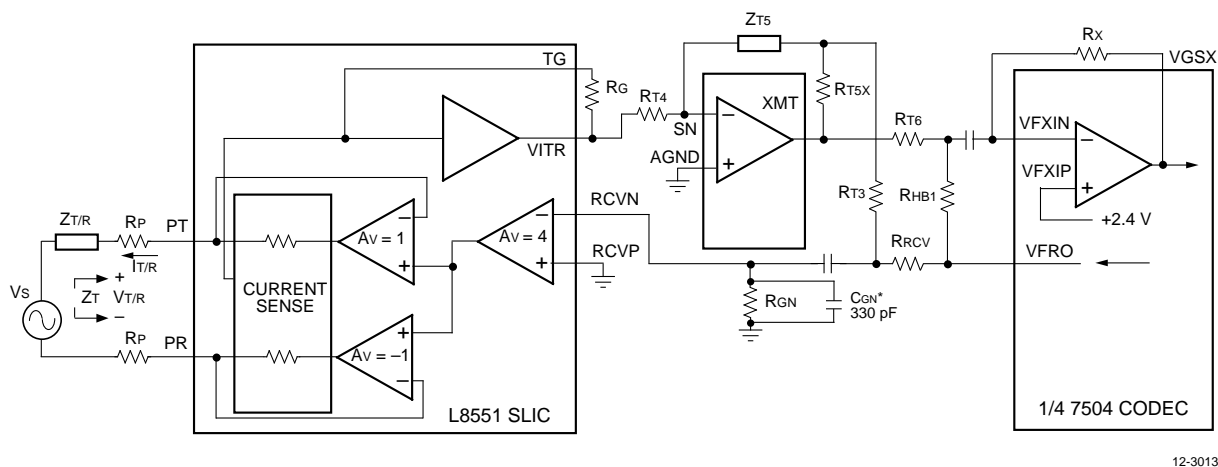 ZT5
RX
TG
VGSX
RG
RT4
XMT
RT5X
RT6
SN
VFXIN
VITR
AGND
VFXIP
RCVN
RT3
RHB1
+2.4 V
ZT/R
RP
PT
AV = 1
AV = 4
RCVP
RRCV
VFRO
IT/R
VS
ZT
+
VT/R
–
CURRENT
SENSE
RGN
CGN*
330 pF
RP
PR
AV = –1
L8551 SLIC
1/4 7504 CODEC
12-3013